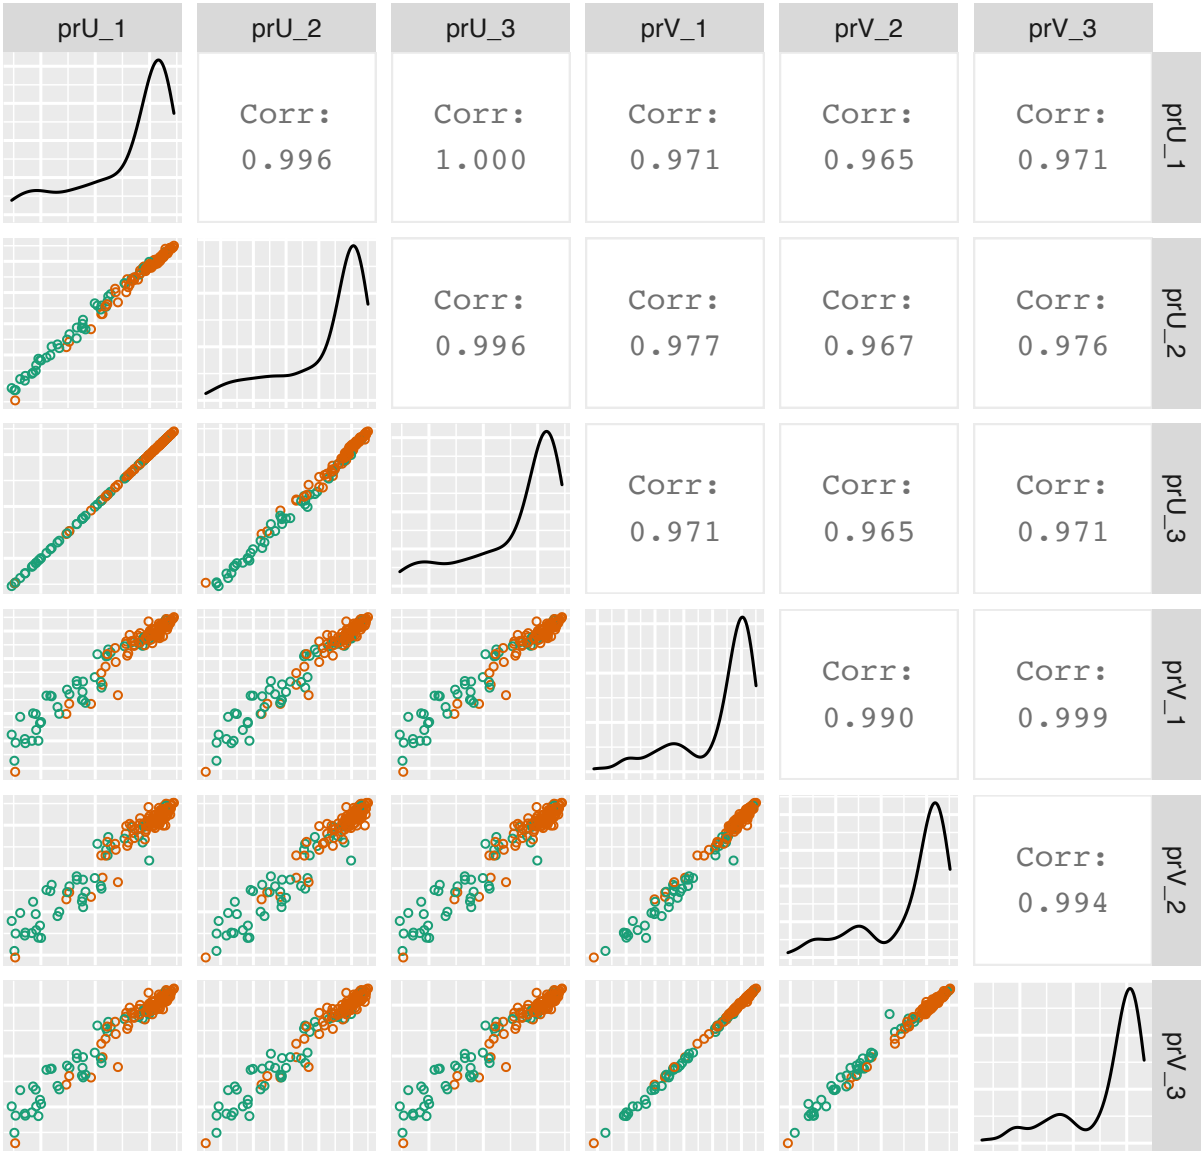 prU_1 prU_2 prU_3 prV_1 prV_2 prV_3
Corr: Corr: Corr: Corr: Corr:
0.996 1.000 0.971 0.965 0.971
prU_1
Corr: Corr: Corr: Corr:
0.996 0.977 0.967 0.976
prU_2
Corr: Corr: Corr:
0.971 0.965 0.971
prU_3
Corr: Corr:
0.990 0.999
prV_1
Corr:
0.994
prV_2
prV_3